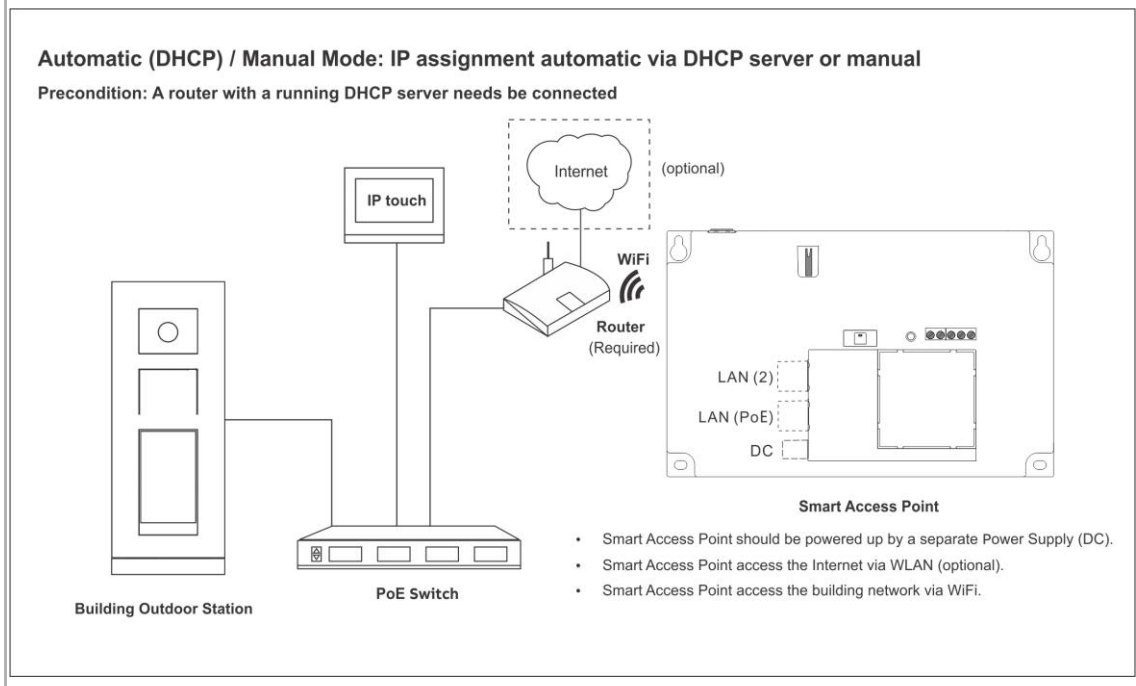 Automatic (DHCP) / Manual Mode: IP assignment automatic via DHCP server or manual
Precondition: A router with a running DHCP server needs be connected
Internet
(optional)
IP touch
WiFi
Router
(Required)
LAN (2)
LAN (PoE)
DC
Smart Access Point
• Smart Access Point should be powered up by a separate Power Supply (DC).
• Smart Access Point access the Internet via WLAN (optional).
• Smart Access Point access the building network via WiFi.
PoE Switch
Building Outdoor Station